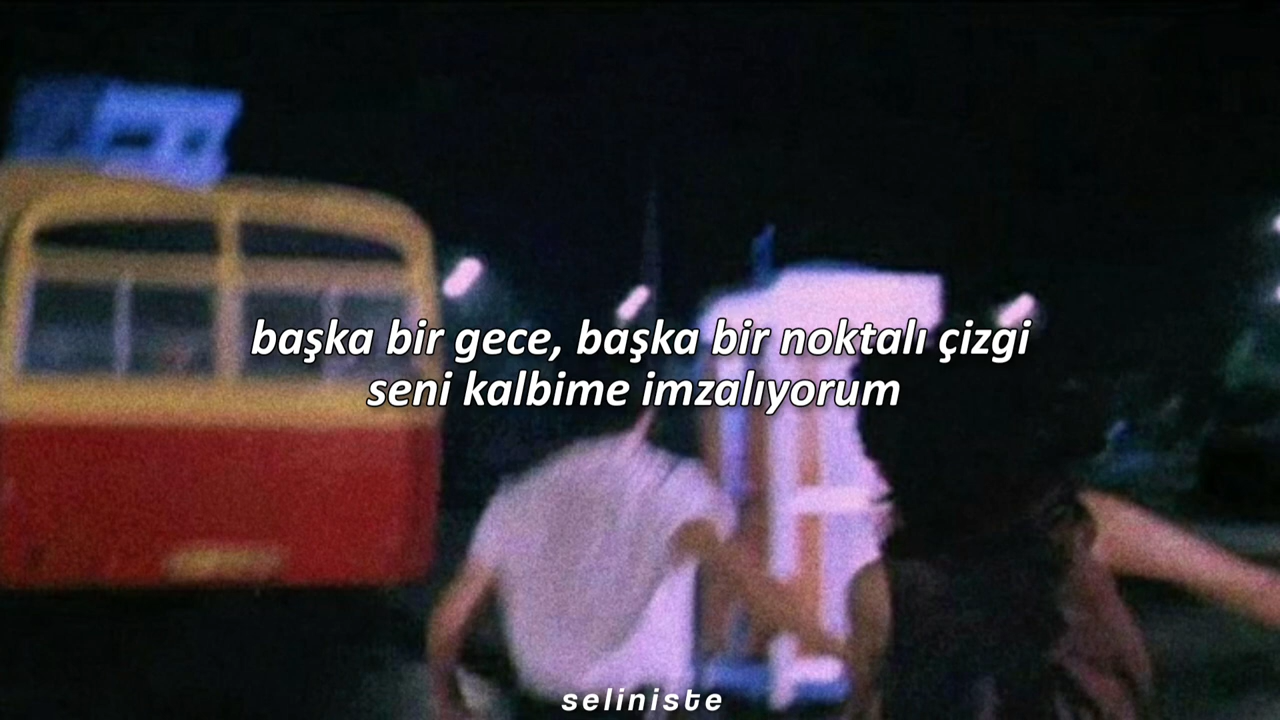 başka bir gece, başka bir noktalı çizgi
seni kalbime imzalıyorum
seliniste